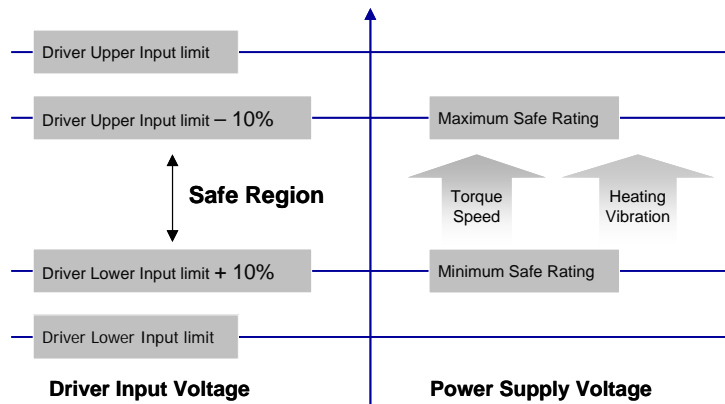 Driver Upper Input limit
Driver Upper Input limit – 10%
Maximum Safe Rating
Safe Region
Torque
Speed
Heating
Vibration
Driver Lower Input limit + 10%
Minimum Safe Rating
Driver Lower Input limit
Driver Input Voltage
Power Supply Voltage